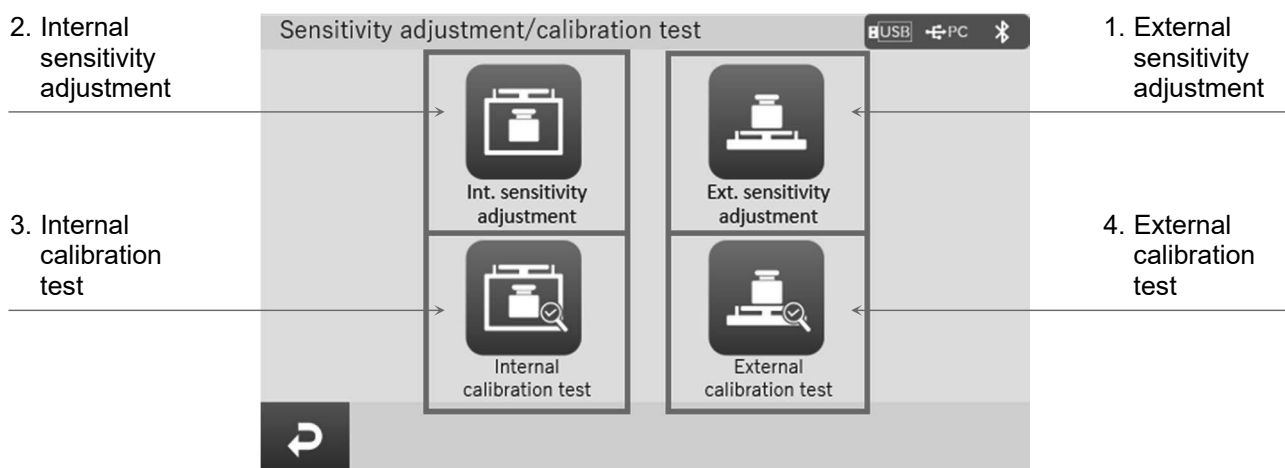 2. Internal
sensitivity
adjustment
Sensitivity adjustment/calibration test
USB
PC
1. External
sensitivity
adjustment
Int. sensitivity
adjustment
Ext. sensitivity
adjustment
3. Internal
calibration
test
4. External
calibration
test
Internal
calibration test
External
calibration test